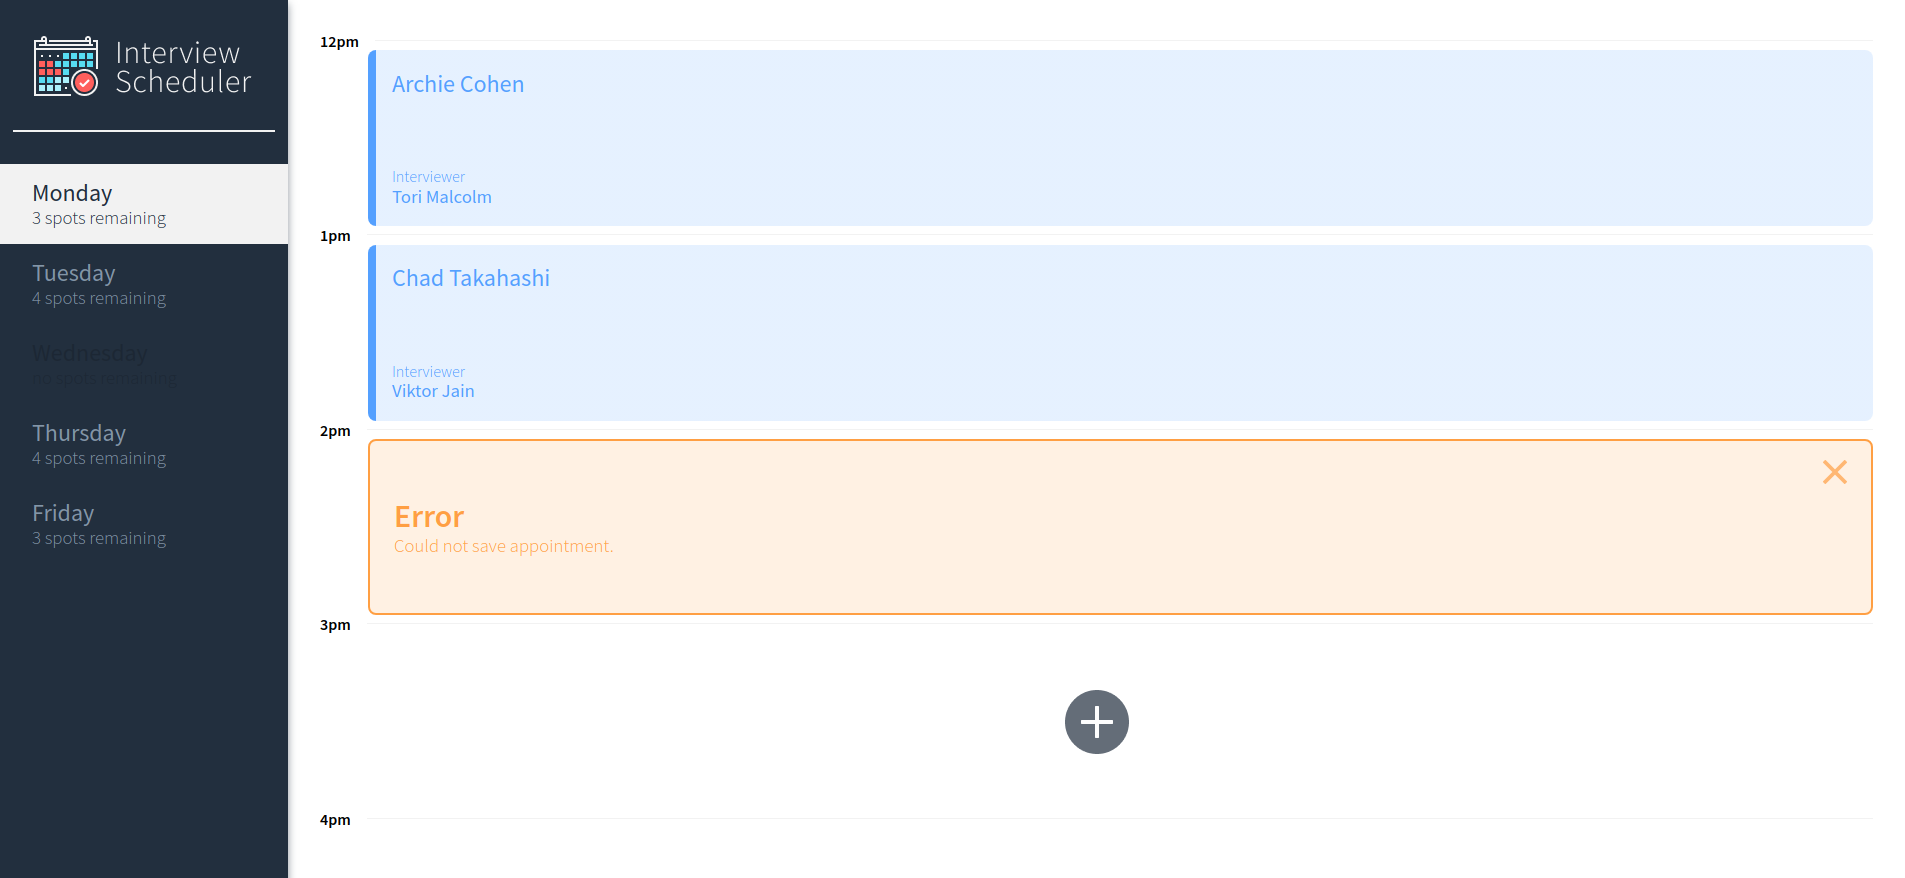 Interview
Scheduler
Monday
3 spots remaining
Tuesday
4 spots remaining
Wednesday
no spots remaining
Thursday
4 spots remaining
Friday
3 spots remaining
12pm
Archie Cohen
Interviewer
Tori Malcolm
1pm
Chad Takahashi
Interviewer
Viktor Jain
2pm
Error
Could not save appointment.
3pm
4pm